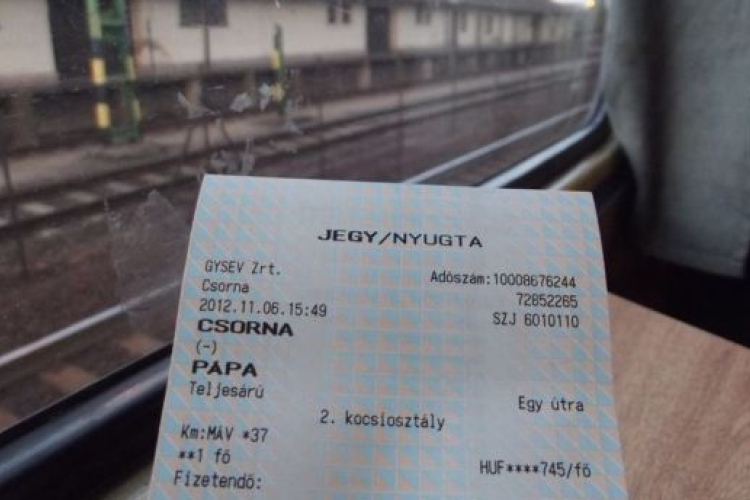 JEGY/NYUGTA
GYSEV Zrt.
Adószám:10008676244
Csorna
72852265
2012.11.06.15:49
SZJ 6010110
CSORNA
(-)
PÁPA
Teljesárú
Egy útra
2. kocsiosztály
Km:MÁV *37
**1 fő
HUF****745/fő
Fizetendő: